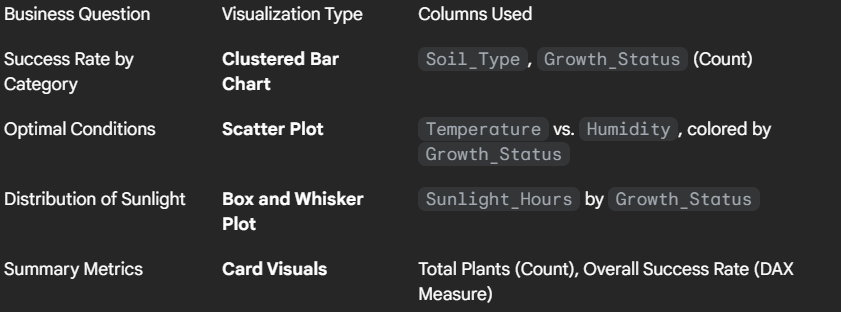 Business Question Visualization Type Columns Used
Success Rate by Category Clustered Bar Chart Soil_Type, Growth_Status (Count)
Optimal Conditions Scatter Plot Temperature vs. Humidity, colored by Growth_Status
Distribution of Sunlight Box and Whisker Plot Sunlight_Hours by Growth_Status
Summary Metrics Card Visuals Total Plants (Count), Overall Success Rate (DAX Measure)